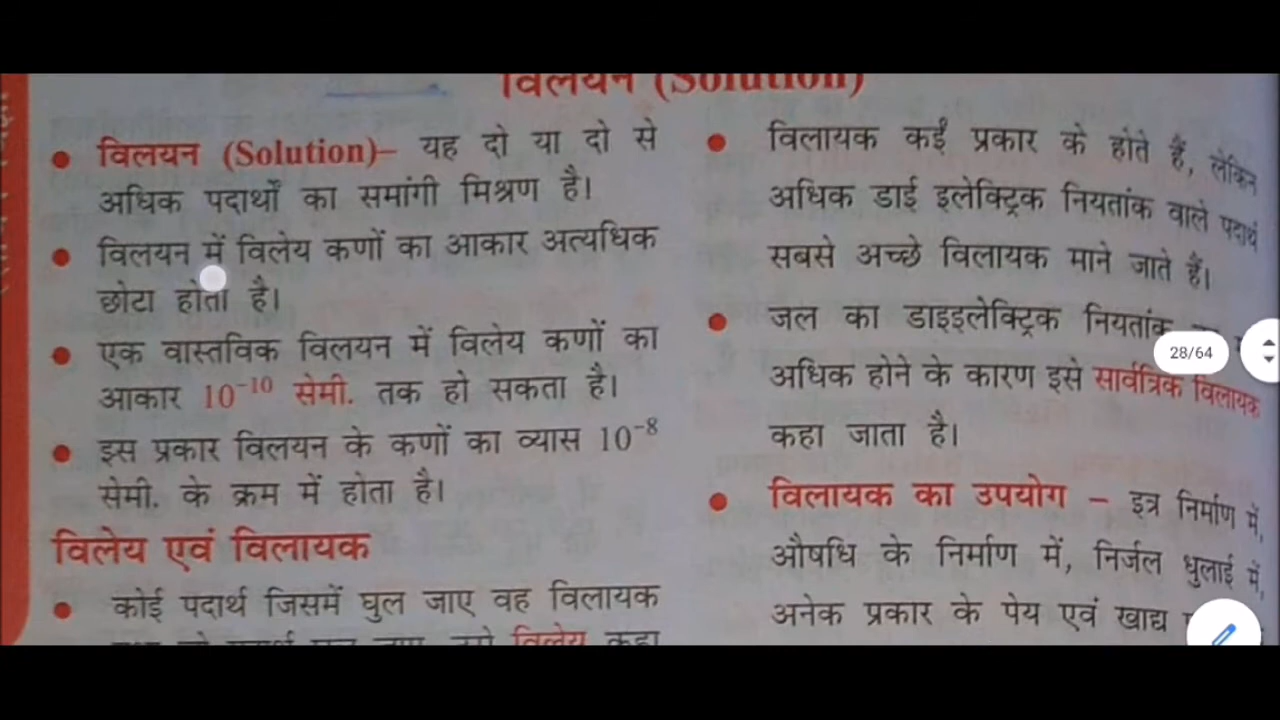 विलयन (Solution)
विलयन (Solution)– यह दो या दो से
अधिक पदार्थों का समांगी मिश्रण है।
विलयन में विलेय कणों का आकार अत्यधिक
छोटा होता है।
एक वास्तविक विलयन में विलेय कणों का
आकार 10⁻¹⁰ सेमी. तक हो सकता है।
इस प्रकार विलयन के कणों का व्यास 10⁻⁸
सेमी. के क्रम में होता है।
विलेय एवं विलायक
कोई पदार्थ जिसमें घुल जाए वह विलायक
विलेय कहा
विलायक कईं प्रकार के होते हैं, लेकिन
अधिक डाई इलेक्ट्रिक नियतांक वाले पदार्थ
सबसे अच्छे विलायक माने जाते हैं।
जल का डाइइलेक्ट्रिक नियतांक
अधिक होने के कारण इसे सार्वत्रिक विलायक
कहा जाता है।
विलायक का उपयोग – इत्र निर्माण में,
औषधि के निर्माण में, निर्जल धुलाई में,
अनेक प्रकार के पेय एवं खाद्य
28/64